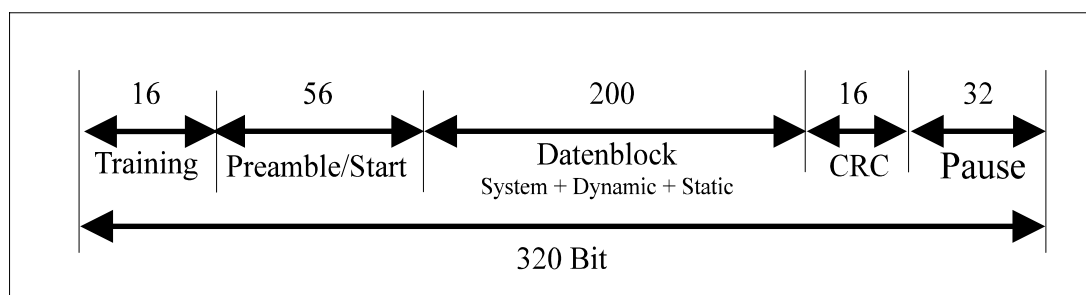 16 56 200 16 32
Training Preamble/Start Datenblock CRC Pause
System + Dynamic + Static
320 Bit